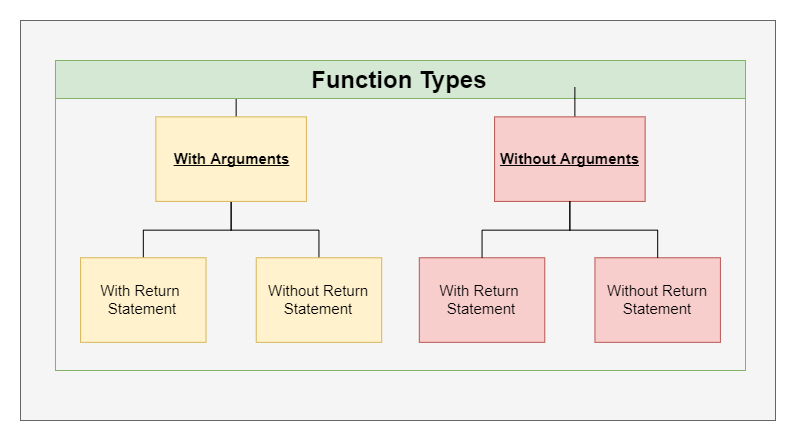 Function Types
With Arguments
Without Arguments
With Return
Statement
Without Return
Statement
With Return
Statement
Without Return
Statement